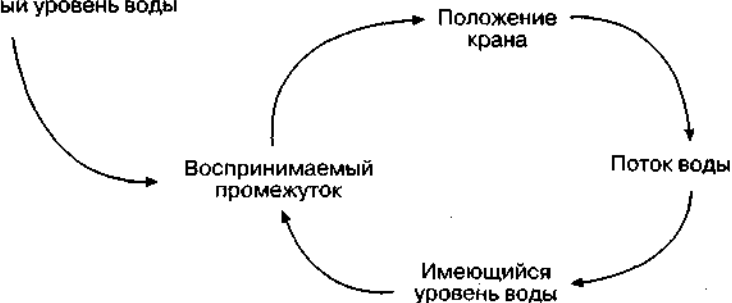 уровень воды
Положение
крана
Воспринимаемый
промежуток
Поток воды
Имеющийся
уровень воды